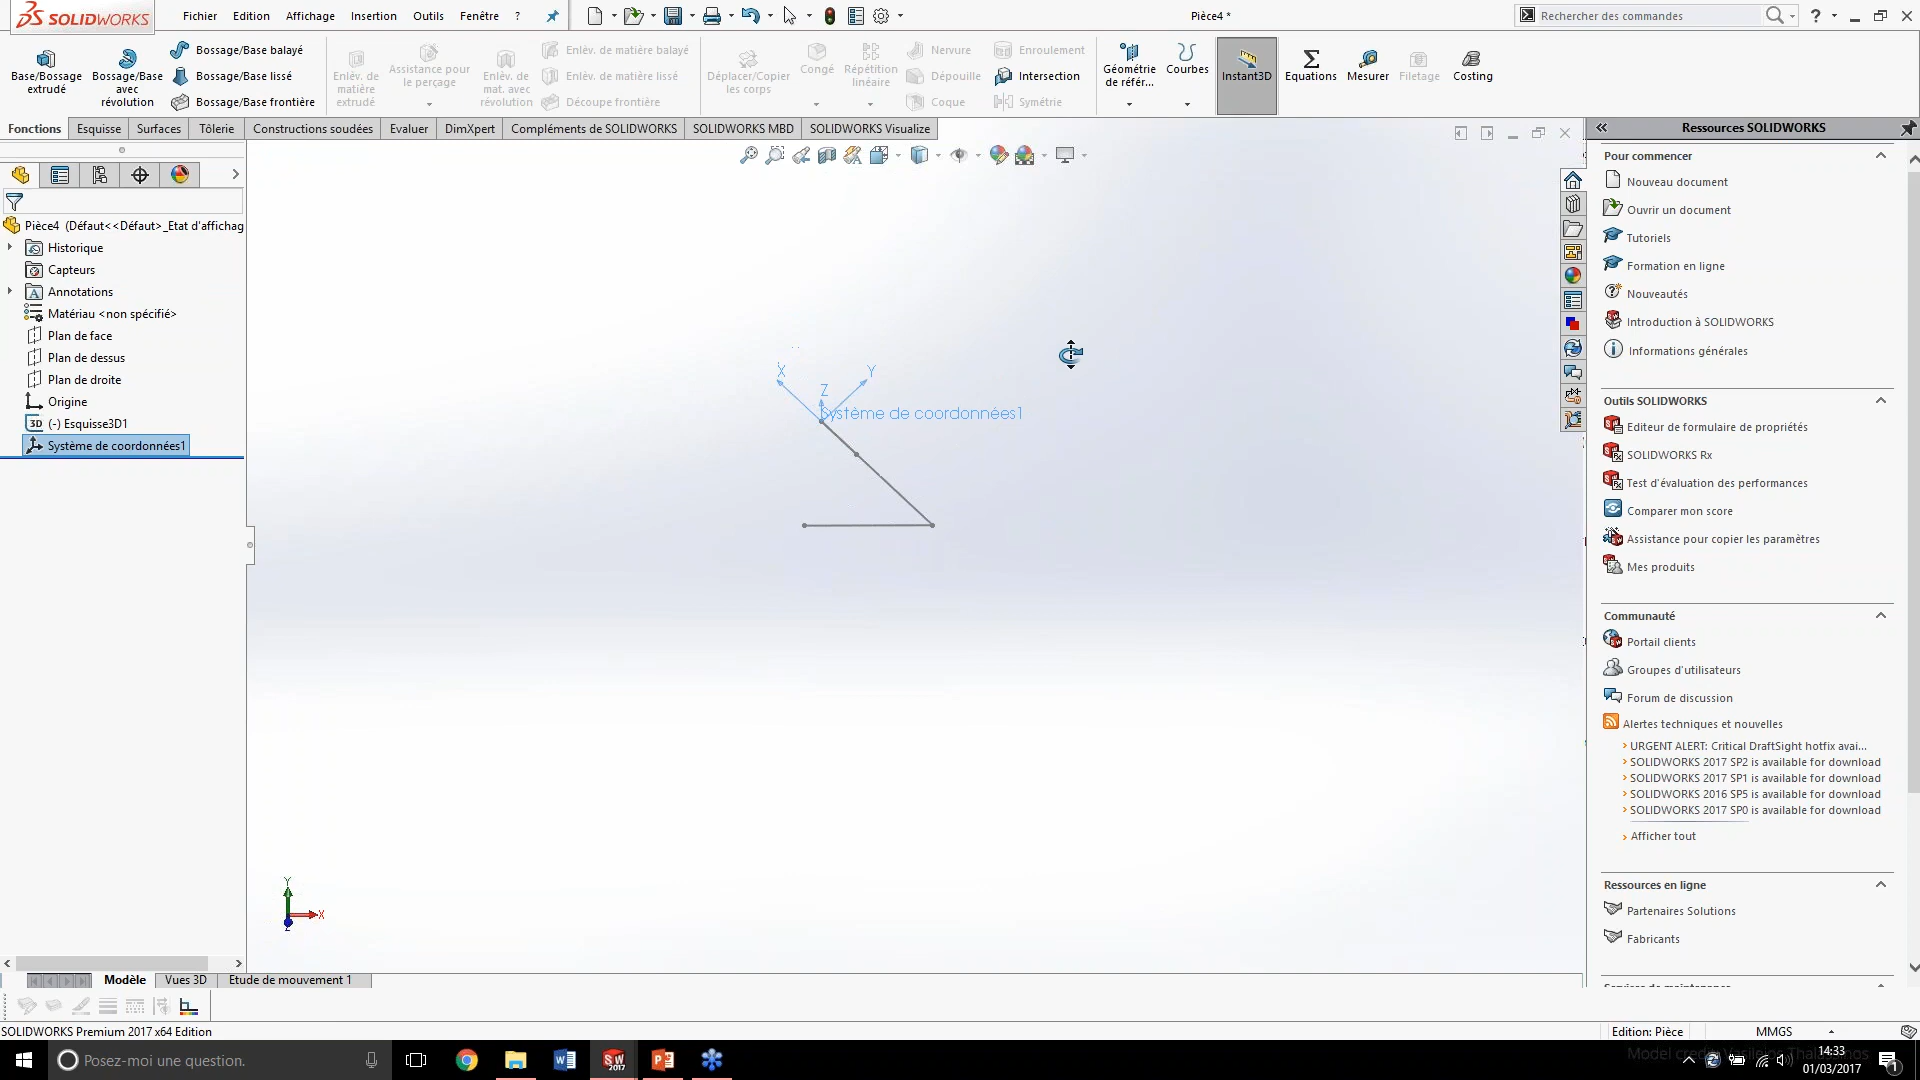 SOLIDWORKS
Fichier Edition Affichage Insertion Outils Fenêtre ?
Pièce4 *
Rechercher des commandes
Base/Bossage extrudé
Bossage/Base avec révolution
Bossage/Base balayé
Bossage/Base lissé
Bossage/Base frontière
Enlèv. de matière extrudé
Assistance pour le perçage
Enlèv. de mat. avec révolution
Enlèv. de matière balayé
Enlèv. de matière lissé
Découpe frontière
Déplacer/Copier les corps
Congé
Répétition linéaire
Nervure
Dépouille
Coque
Enroulement
Intersection
Symétrie
Géométrie de référ...
Courbes
Instant3D
Equations
Mesurer
Filetage
Costing
Fonctions Esquisse Surfaces Tôlerie Constructions soudées Evaluer DimXpert Compléments de SOLIDWORKS SOLIDWORKS MBD SOLIDWORKS Visualize
Pièce4 (Défaut<<Défaut>_Etat d'affichag
Historique
Capteurs
Annotations
Matériau <non spécifié>
Plan de face
Plan de dessus
Plan de droite
Origine
3D (-) Esquisse3D1
Système de coordonnées1
X
Y
Z
Système de coordonnées1
Y
X
Z
Ressources SOLIDWORKS
Pour commencer
Nouveau document
Ouvrir un document
Tutoriels
Formation en ligne
Nouveautés
Introduction à SOLIDWORKS
Informations générales
Outils SOLIDWORKS
Editeur de formulaire de propriétés
SOLIDWORKS Rx
Test d'évaluation des performances
Comparer mon score
Assistance pour copier les paramètres
Mes produits
Communauté
Portail clients
Groupes d'utilisateurs
Forum de discussion
Alertes techniques et nouvelles
URGENT ALERT: Critical DraftSight hotfix avai...
SOLIDWORKS 2017 SP2 is available for download
SOLIDWORKS 2017 SP1 is available for download
SOLIDWORKS 2016 SP5 is available for download
SOLIDWORKS 2017 SP0 is available for download
Afficher tout
Ressources en ligne
Partenaires Solutions
Fabricants
Modèle Vues 3D Etude de mouvement 1
SOLIDWORKS Premium 2017 x64 Edition
Edition: Pièce
MMGS
Posez-moi une question.
14:33
01/03/2017